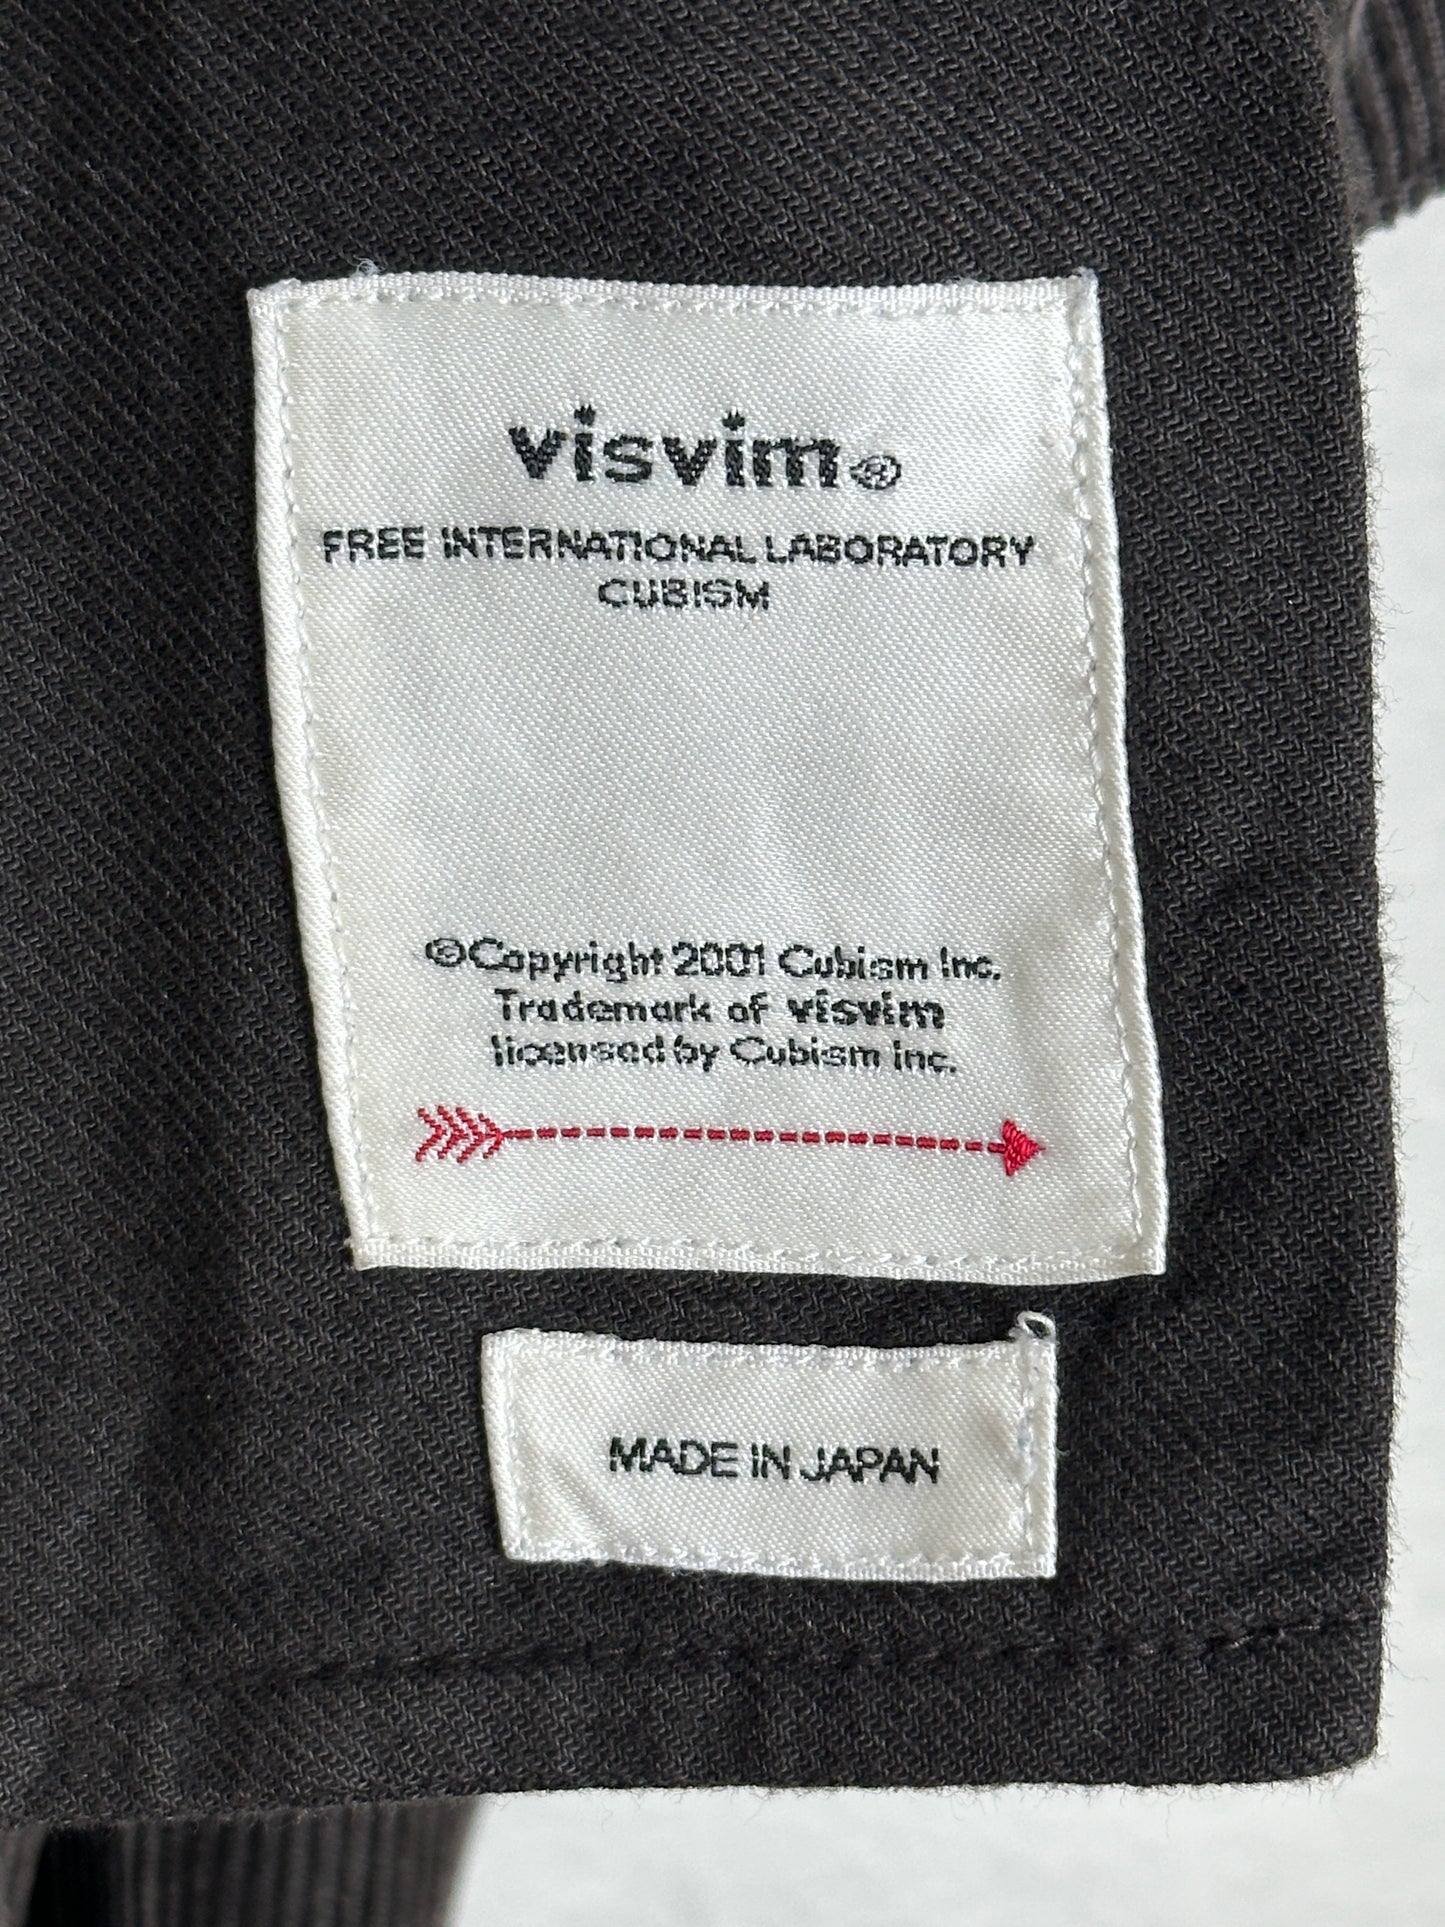 visvim®
FREE INTERNATIONAL LABORATORY
CUBISM
©Copyright 2001 Cubism Inc.
Trademark of visvim
licensed by Cubism inc.
MADE IN JAPAN